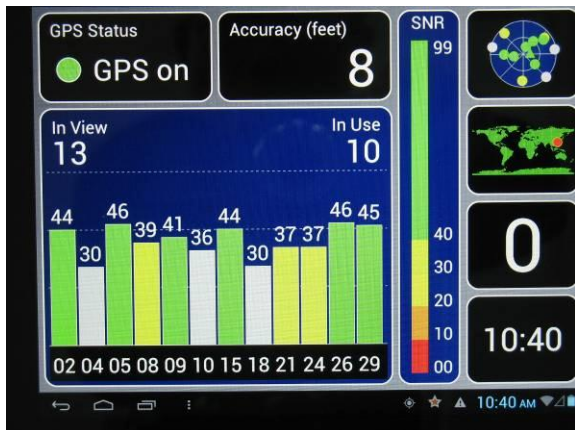 GPS Status
GPS on
Accuracy (feet)
8
In View
13
In Use
10
44 30 46 39 41 36 44 30 37 37 46 45
02 04 05 08 09 10 15 18 21 24 26 29
SNR
99
40
30
20
10
00
0
10:40
10:40 AM